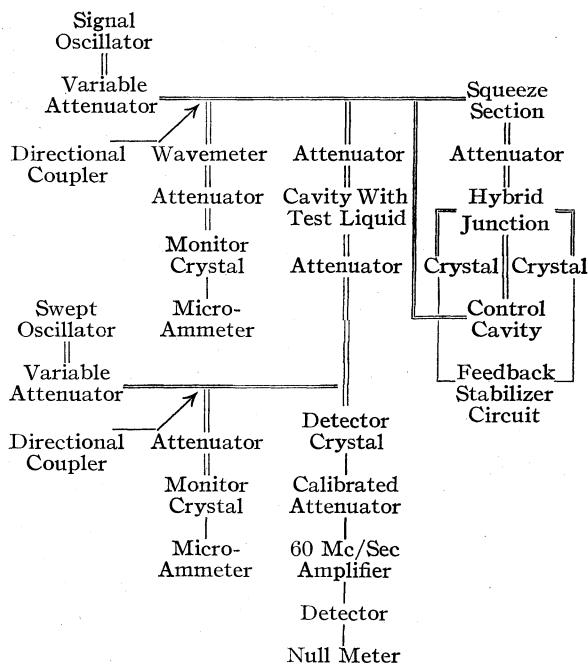 Signal
Oscillator
Variable
Attenuator
Squeeze
Section
Directional
Coupler
Wavemeter
Attenuator
Attenuator
Attenuator
Cavity With
Test Liquid
Hybrid
Junction
Monitor
Crystal
Attenuator
Crystal
Crystal
Micro-
Ammeter
Control
Cavity
Swept
Oscillator
Variable
Attenuator
Feedback
Stabilizer
Circuit
Directional
Coupler
Attenuator
Detector
Crystal
Monitor
Crystal
Calibrated
Attenuator
Micro-
Ammeter
60 Mc/Sec
Amplifier
Detector
Null Meter